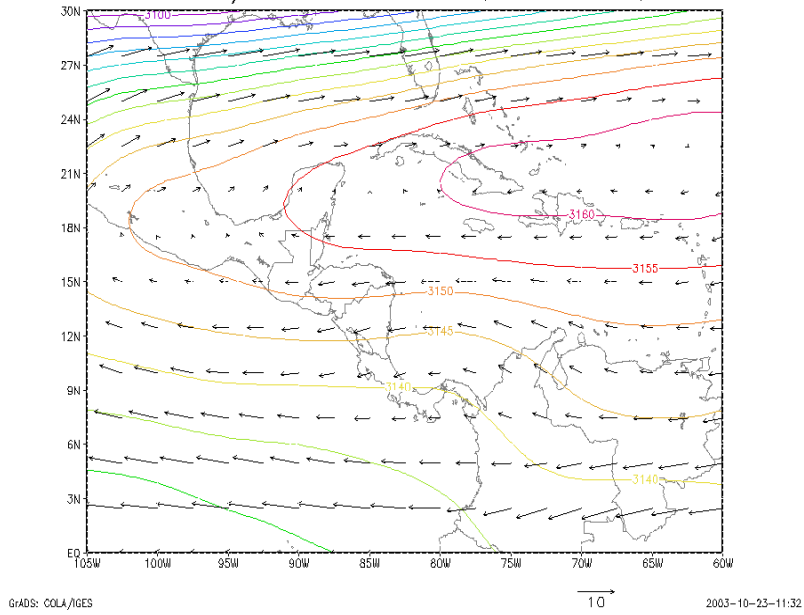 30N
3100
27N
24N
21N
3160
18N
3155
15N
3150
3145
12N
3140
9N
6N
3140
3N
EQ
105W 100W 95W 90W 85W 80W 75W 70W 65W 60W
10
GrADS: COLA/IGES
2003-10-23-11:32